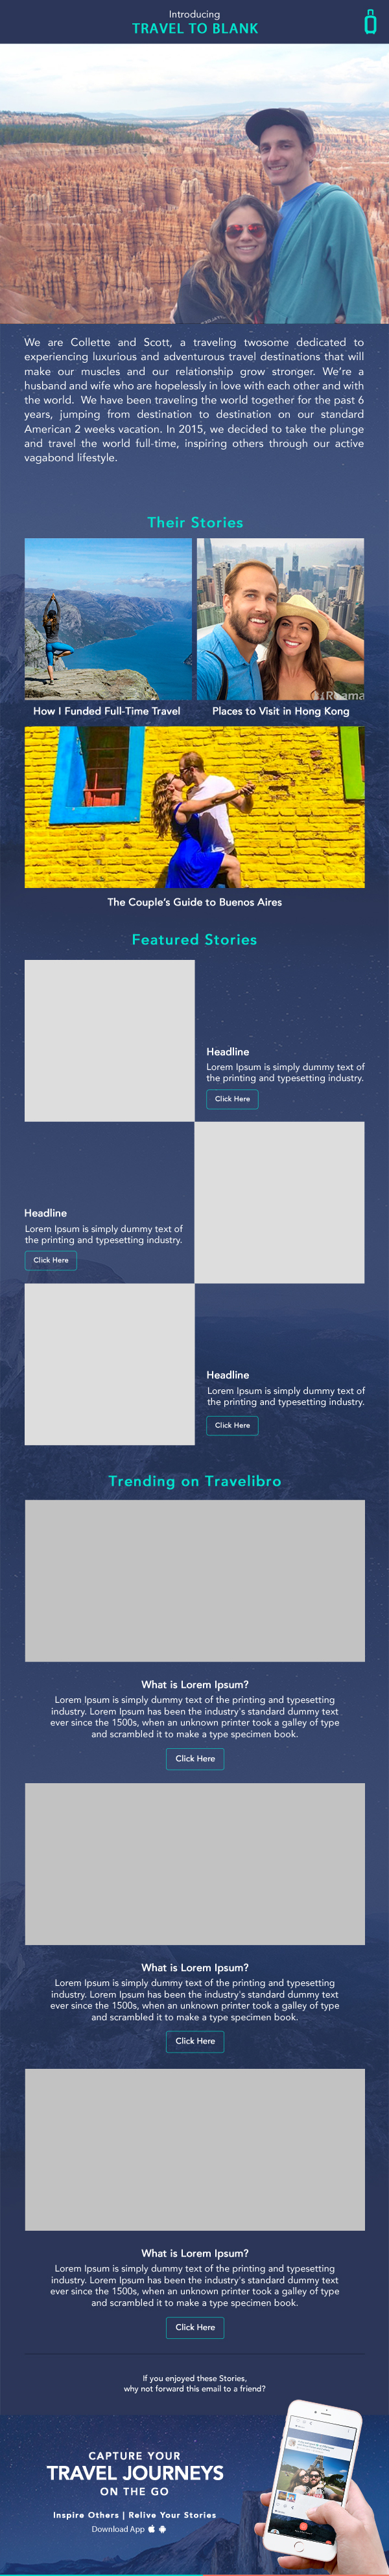 Introducing
TRAVEL TO BLANK
We are Collette and Scott, a traveling twosome dedicated to
experiencing luxurious and adventurous travel destinations that will
make our muscles and our relationship grow stronger. We're a
husband and wife who are hopelessly in love with each other and with
the world. We have been traveling the world together for the past 6
years, jumping from destination to destination on our standard
American 2 weeks vacation. In 2015, we decided to take the plunge
and travel the world full-time, inspiring others through our active
vagabond lifestyle.
Their Stories
How I Funded Full-Time Travel
Places to Visit in Hong Kong
The Couple's Guide to Buenos Aires
Featured Stories
Headline
Lorem Ipsum is simply dummy text of
the printing and typesetting industry.
Click Here
Headline
Lorem Ipsum is simply dummy text of
the printing and typesetting industry.
Click Here
Headline
Lorem Ipsum is simply dummy text of
the printing and typesetting industry.
Click Here
Trending on Travelibro
What is Lorem Ipsum?
Lorem Ipsum is simply dummy text of the printing and typesetting
industry. Lorem Ipsum has been the industry's standard dummy text
ever since the 1500s, when an unknown printer took a galley of type
and scrambled it to make a type specimen book.
Click Here
What is Lorem Ipsum?
Lorem Ipsum is simply dummy text of the printing and typesetting
industry. Lorem Ipsum has been the industry's standard dummy text
ever since the 1500s, when an unknown printer took a galley of type
and scrambled it to make a type specimen book.
Click Here
What is Lorem Ipsum?
Lorem Ipsum is simply dummy text of the printing and typesetting
industry. Lorem Ipsum has been the industry's standard dummy text
ever since the 1500s, when an unknown printer took a galley of type
and scrambled it to make a type specimen book.
Click Here
If you enjoyed these Stories,
why not forward this email to a friend?
CAPTURE YOUR
TRAVEL JOURNEYS
ON THE GO
Inspire Others | Relive Your Stories
Download App